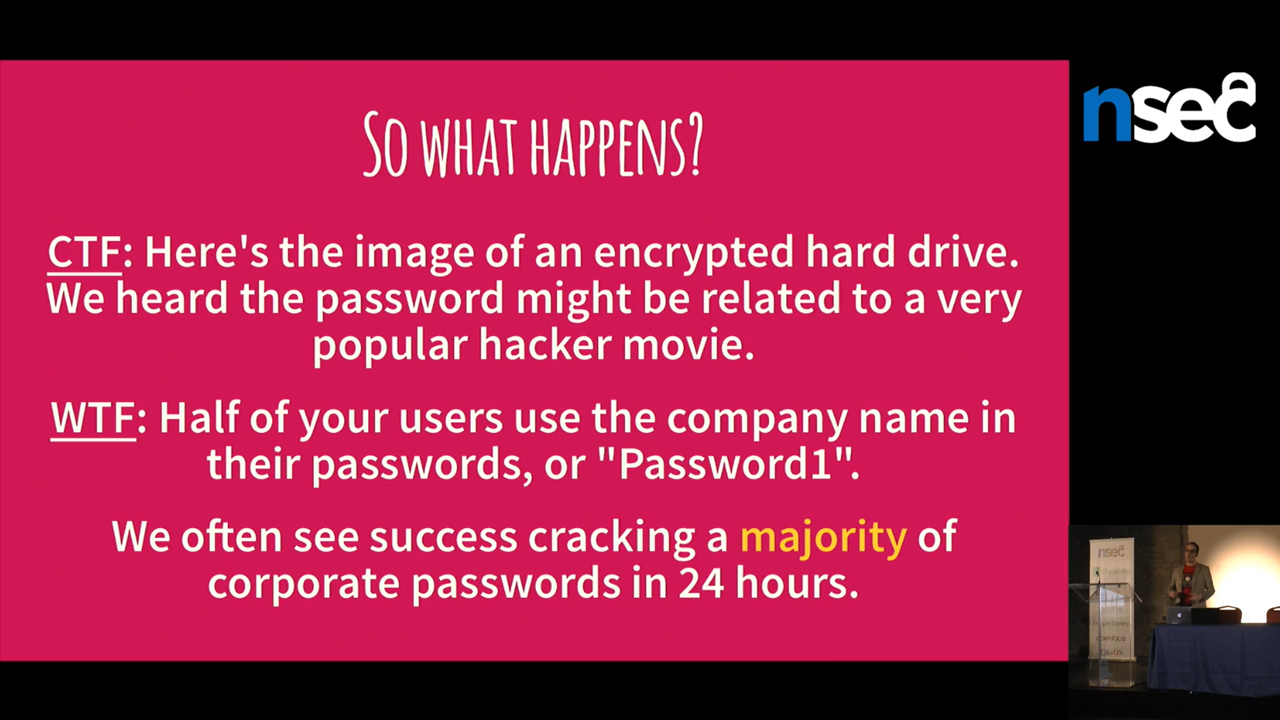 So what happens?
CTF: Here's the image of an encrypted hard drive.
We heard the password might be related to a very
popular hacker movie.
WTF: Half of your users use the company name in
their passwords, or "Password1".
We often see success cracking a majority of
corporate passwords in 24 hours.
nsec
nsec